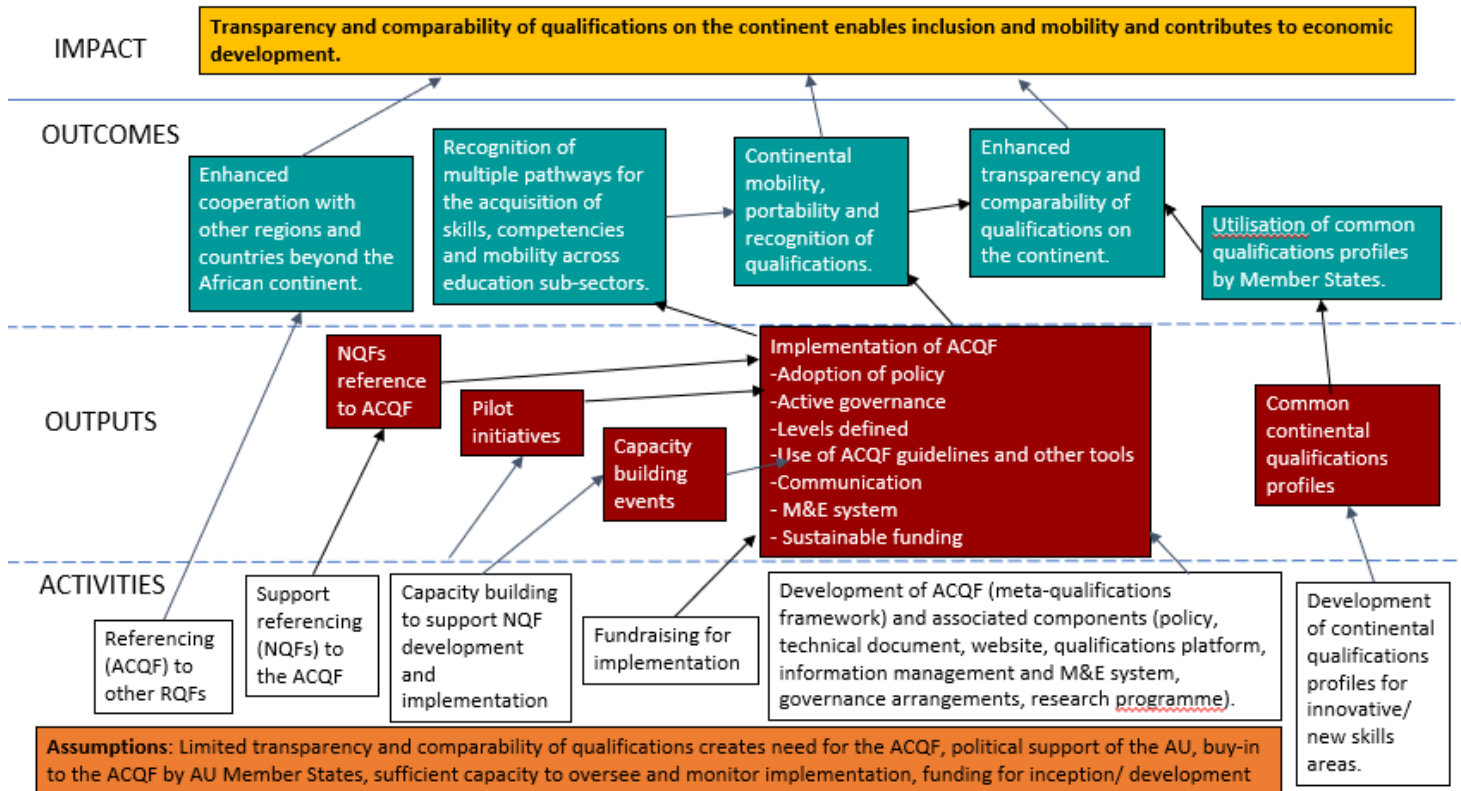 IMPACT
Transparency and comparability of qualifications on the continent enables inclusion and mobility and contributes to economic
development.
OUTCOMES
Enhanced
cooperation with
other regions and
countries beyond the
African continent.
Recognition of
multiple pathways for
the acquisition of
skills, competencies
and mobility across
education sub-sectors.
Continental
mobility,
portability and
recognition of
qualifications.
Enhanced
transparency and
comparability of
qualifications on
the continent.
Utilisation of common
qualifications profiles
by Member States.
OUTPUTS
NQFs
reference
to ACQF
Pilot
initiatives
Capacity
building
events
Implementation of ACQF
-Adoption of policy
-Active governance
-Levels defined
-Use of ACQF guidelines and other tools
-Communication
- M&E system
- Sustainable funding
Common
continental
qualifications
profiles
ACTIVITIES
Referencing
(ACQF) to
other RQFs
Support
referencing
(NQFs) to
the ACQF
Capacity building
to support NQF
development
and
implementation
Fundraising for
implementation
Development of ACQF (meta-qualifications
framework) and associated components (policy,
technical document, website, qualifications platform,
information management and M&E system,
governance arrangements, research programme).
Development
of continental
qualifications
profiles for
innovative/
new skills
areas.
Assumptions: Limited transparency and comparability of qualifications creates need for the ACQF, political support of the AU, buy-in
to the ACQF by AU Member States, sufficient capacity to oversee and monitor implementation, funding for inception/ development